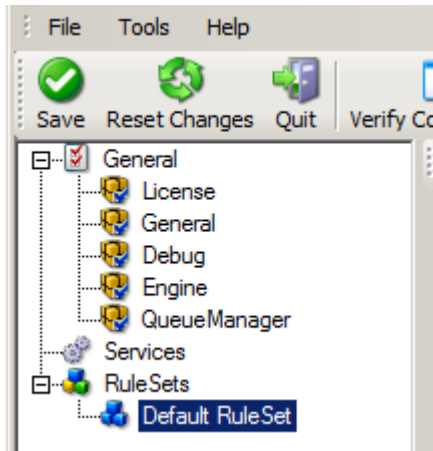 File Tools Help
Save Reset Changes Quit Verify Co
General
License
General
Debug
Engine
QueueManager
Services
RuleSets
Default RuleSet